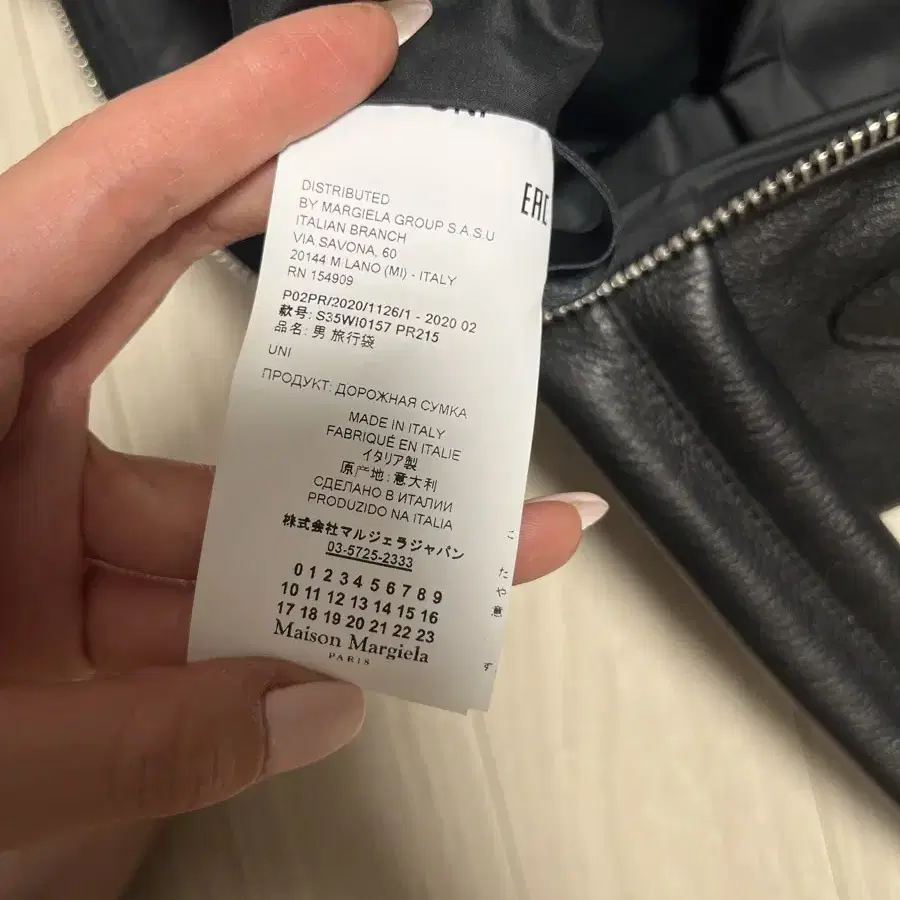 DISTRIBUTED
BY MARGIELA GROUP S.A.S.U
ITALIAN BRANCH
VIA SAVONA, 60
20144 M LANO (MI) - ITALY
RN 154909
EAC
P02PR/2020/1126/1 - 2020 02
款号: S35WI0157 PR215
品名: 男 旅行袋
UNI
ПРОДУКТ: ДОРОЖНАЯ СУМКА
MADE IN ITALY
FABRIQUÉ EN ITALIE
イタリア製
原产地: 意大利
СДЕЛАНО В ИТАЛИИ
PRODUZIDO NA ITALIA
株式会社マルジェラジャパン
03-5725-2333
0 1 2 3 4 5 6 7 8 9
10 11 12 13 14 15 16
17 18 19 20 21 22 23
Maison Margiela
PARIS
こ
た
や
意
す